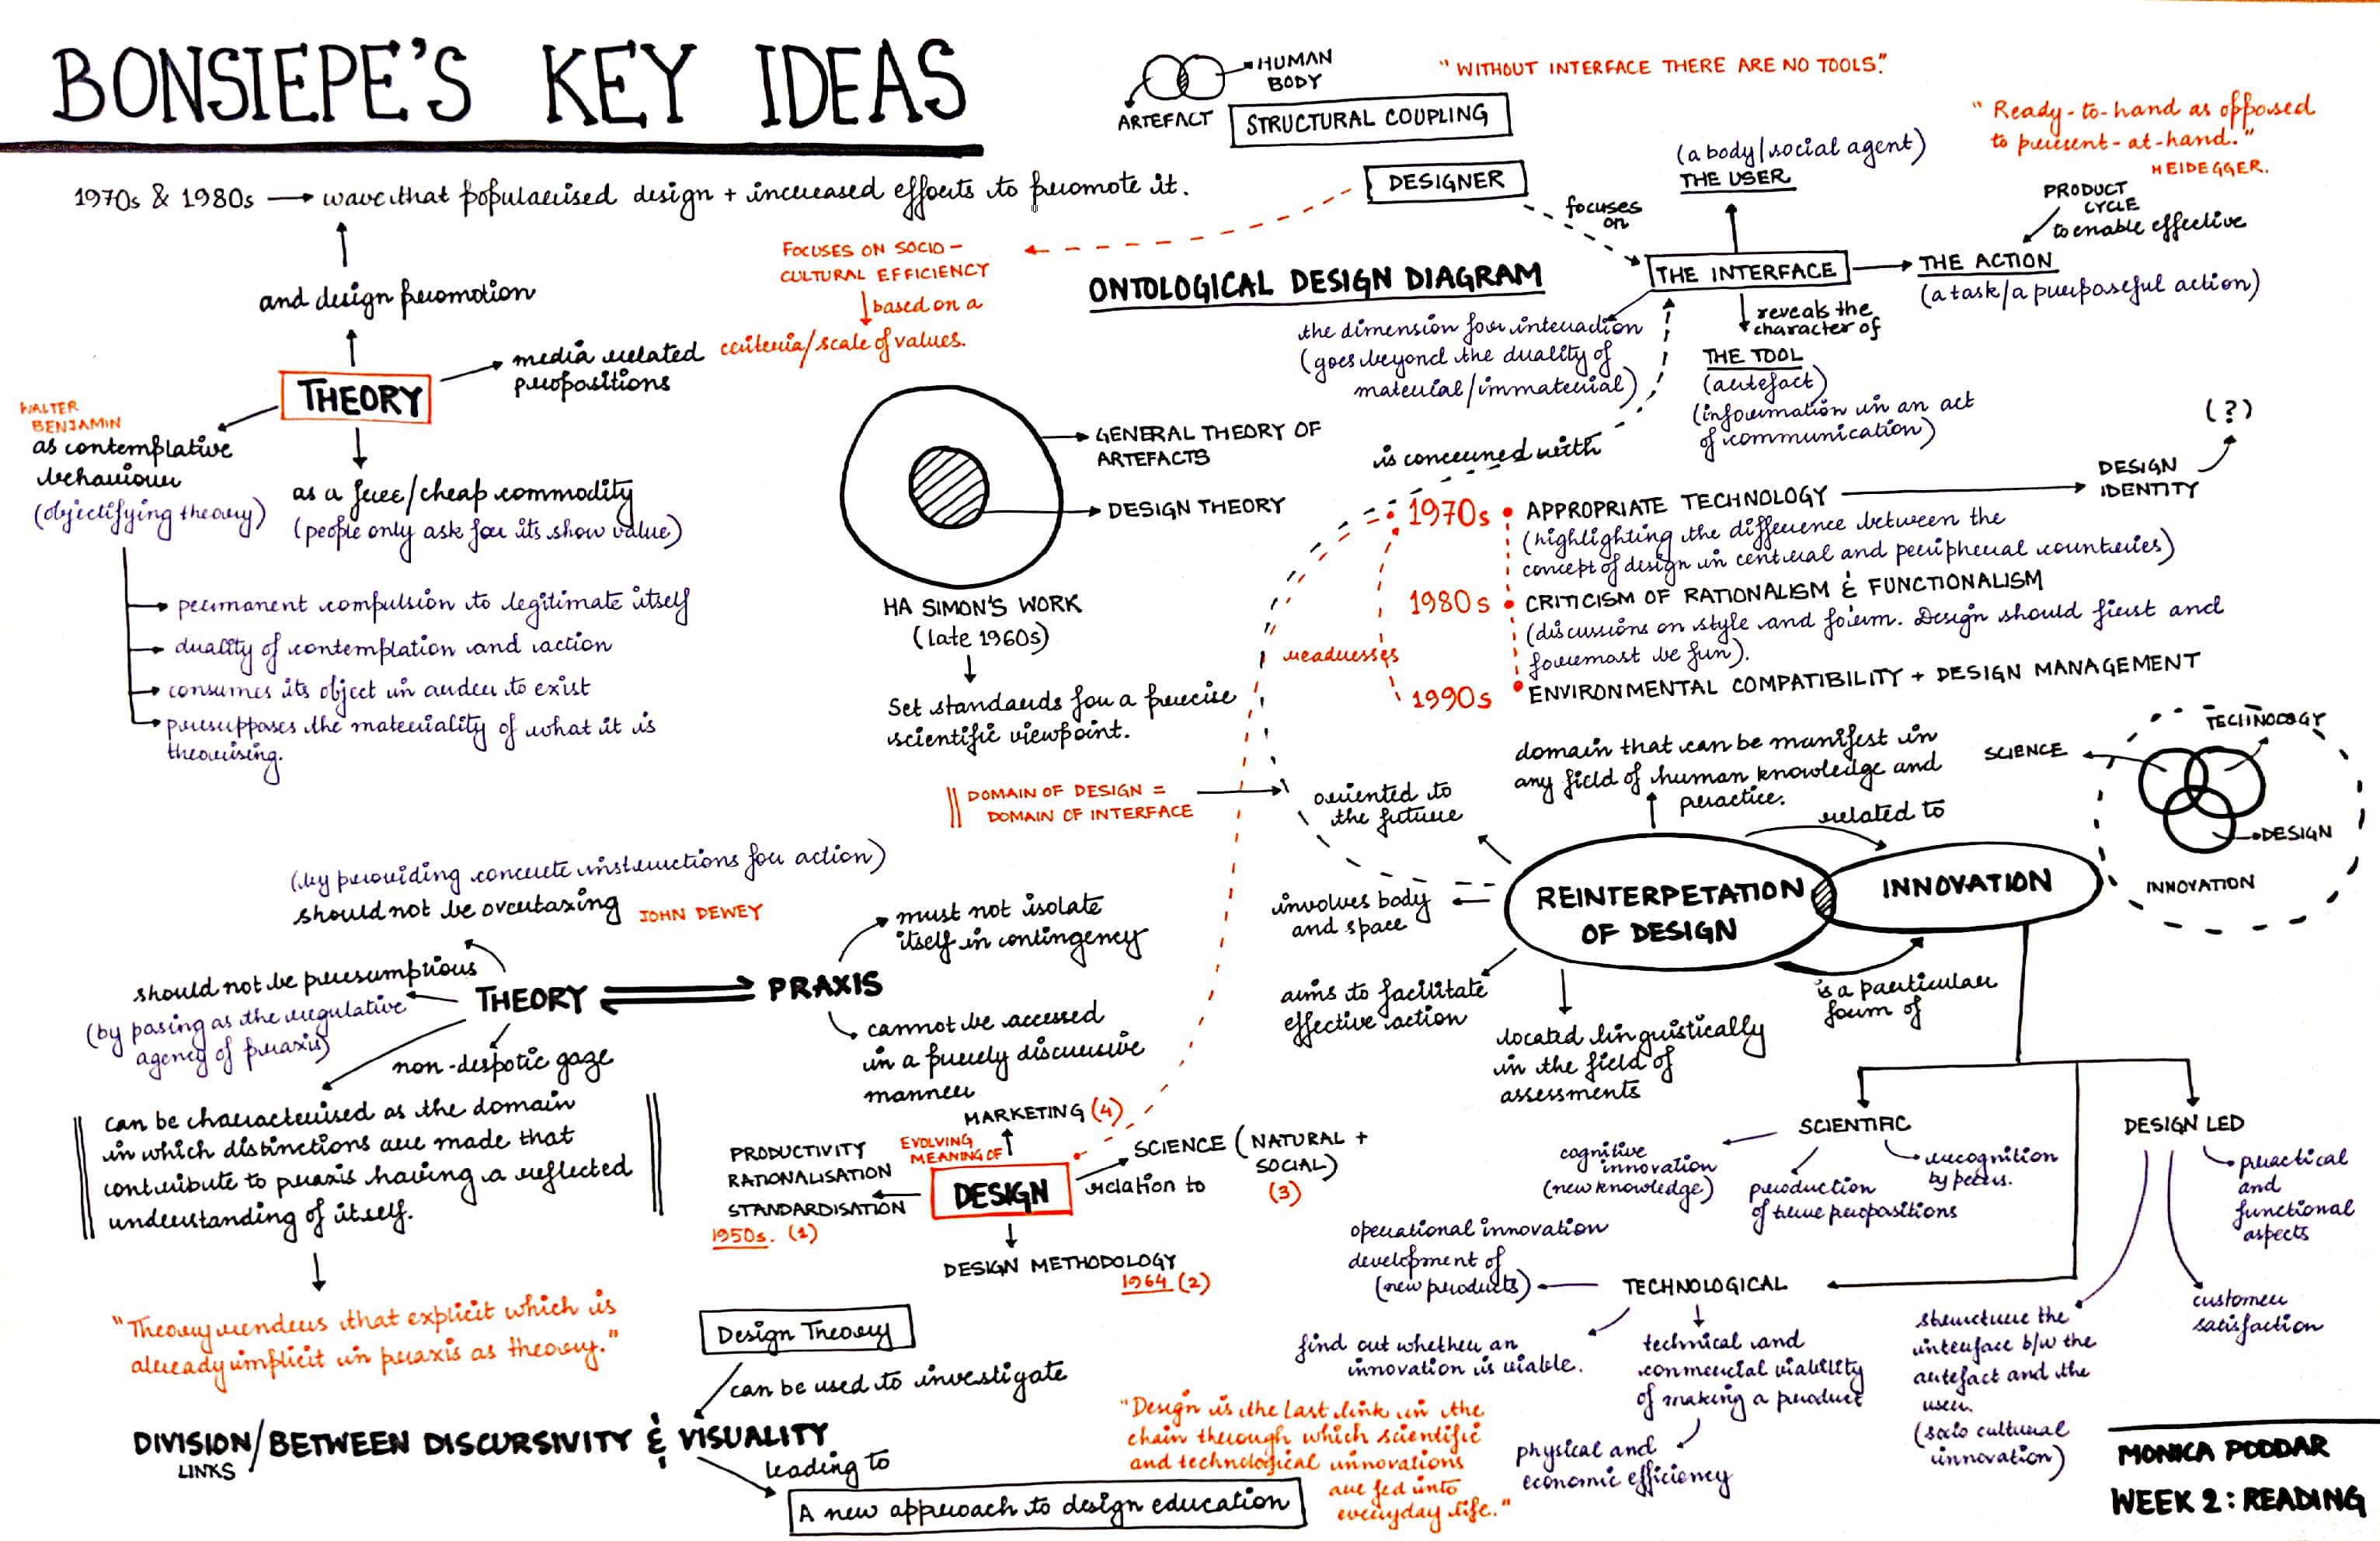 BONSIEPE'S KEY IDEAS
HUMAN
BODY
ARTEFACT
STRUCTURAL COUPLING
"WITHOUT INTERFACE THERE ARE NO TOOLS."
"Ready-to-hand as opposed
to present-at-hand."
HEIDEGGER.
1970s & 1980s → wave that popularised design + increased efforts to promote it.
and design promotion
THEORY
media related
propositions
WALTER
BENJAMIN
as contemplative
behaviour
(objectifying theory)
as a free/cheap commodity
(people only ask for its show value)
permanent compulsion to legitimate itself
duality of contemplation and action
consumes its object in order to exist
presupposes the materiality of what it is
theorising.
DESIGNER
FOCUSES ON SOCIO-
CULTURAL EFFICIENCY
based on a
criteria/scale of values.
focuses
on
ONTOLOGICAL DESIGN DIAGRAM
(a body/social agent)
THE USER
THE INTERFACE
PRODUCT
CYCLE
to enable effective
THE ACTION
(a task/a purposeful action)
the dimension for interaction
(goes beyond the duality of
material/immaterial)
reveals the
character of
THE TOOL
(artefact)
(information in an act
of communication)
GENERAL THEORY OF
ARTEFACTS
DESIGN THEORY
HA SIMON'S WORK
(late 1960s)
Set standards for a precise
scientific viewpoint.
is concerned with
1970s • APPROPRIATE TECHNOLOGY
(highlighting the difference between the
concept of design in central and peripheral countries)
DESIGN
IDENTITY
(?)
1980s • CRITICISM OF RATIONALISM & FUNCTIONALISM
(discussions on style and form. Design should first and
foremost be fun).
readresses
1990s • ENVIRONMENTAL COMPATIBILITY + DESIGN MANAGEMENT
DOMAIN OF DESIGN =
DOMAIN OF INTERFACE
oriented to
the future
domain that can be manifest in
any field of human knowledge and
practice.
related to
involves body
and space
REINTERPETATION
OF DESIGN
INNOVATION
aims to facilitate
effective action
located linguistically
in the field of
assessments
is a particular
form of
TECHNOLOGY
SCIENCE
DESIGN
INNOVATION
(by providing concrete instructions for action)
should not be overtaxing JOHN DEWEY
should not be presumptious
(by posing as the regulative
agency of praxis)
THEORY
PRAXIS
must not isolate
itself in contingency
cannot be accessed
in a purely discursive
manner
non-despotic gaze
can be characterised as the domain
in which distinctions are made that
contribute to praxis having a reflected
understanding of itself.
"Theory renders that explicit which is
already implicit in praxis as theory."
MARKETING (4)
EVOLVING
MEANING OF
DESIGN
PRODUCTIVITY
RATIONALISATION
STANDARDISATION
1950s. (1)
SCIENCE (NATURAL +
SOCIAL)
(3)
relation to
DESIGN METHODOLOGY
1964 (2)
Design Theory
can be used to investigate
DIVISION/BETWEEN DISCURSIVITY & VISUALITY
LINKS
leading to
A new approach to design education
"Design is the last link in the
chain through which scientific
and technological innovations
are fed into
everyday life."
SCIENTIFIC
cognitive
innovation
(new knowledge)
production
of true propositions
recognition
by peers.
DESIGN LED
practical
and
functional
aspects
customer
satisfaction
structure the
interface b/w the
artefact and the
user.
(socio cultural
innovation)
TECHNOLOGICAL
operational innovation
development of
(new products)
find out whether an
innovation is viable.
technical and
commercial viability
of making a product
physical and
economic efficiency
MONICA PODDAR
WEEK 2: READING